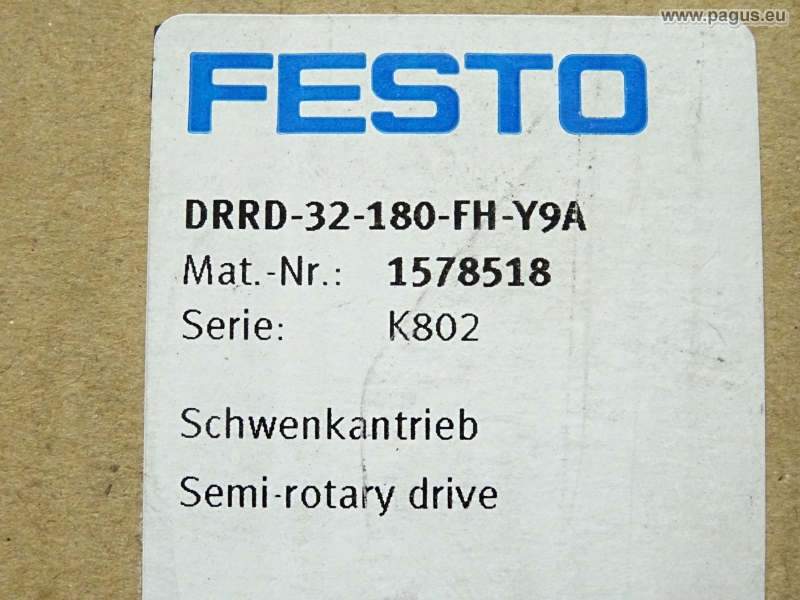 www.pagus.eu
FESTO
DRRD-32-180-FH-Y9A
Mat.-Nr.: 1578518
Serie: K802
Schwenkantrieb
Semi-rotary drive